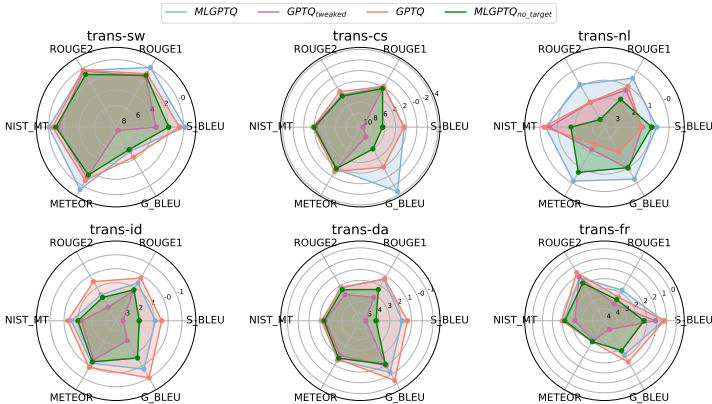 MLGPTQ GPTQtweaked GPTQ MLGPTQno_target
trans-sw trans-cs trans-nl
ROUGE2 ROUGE1 ROUGE2 ROUGE1 ROUGE2 ROUGE1
8 6 4 2 -0
10 8 6 4 2 -0 -2 -4
3 2 1 -0
NIST_MT S_BLEU NIST_MT S_BLEU NIST_MT S_BLEU
METEOR G_BLEU METEOR G_BLEU METEOR G_BLEU
trans-id trans-da trans-fr
ROUGE2 ROUGE1 ROUGE2 ROUGE1 ROUGE2 ROUGE1
3 2 1 -0 -1
5 4 3 2 1 -0 -1
4 4 3 2 2 1 0
NIST_MT S_BLEU NIST_MT S_BLEU NIST_MT S_BLEU
METEOR G_BLEU METEOR G_BLEU METEOR G_BLEU